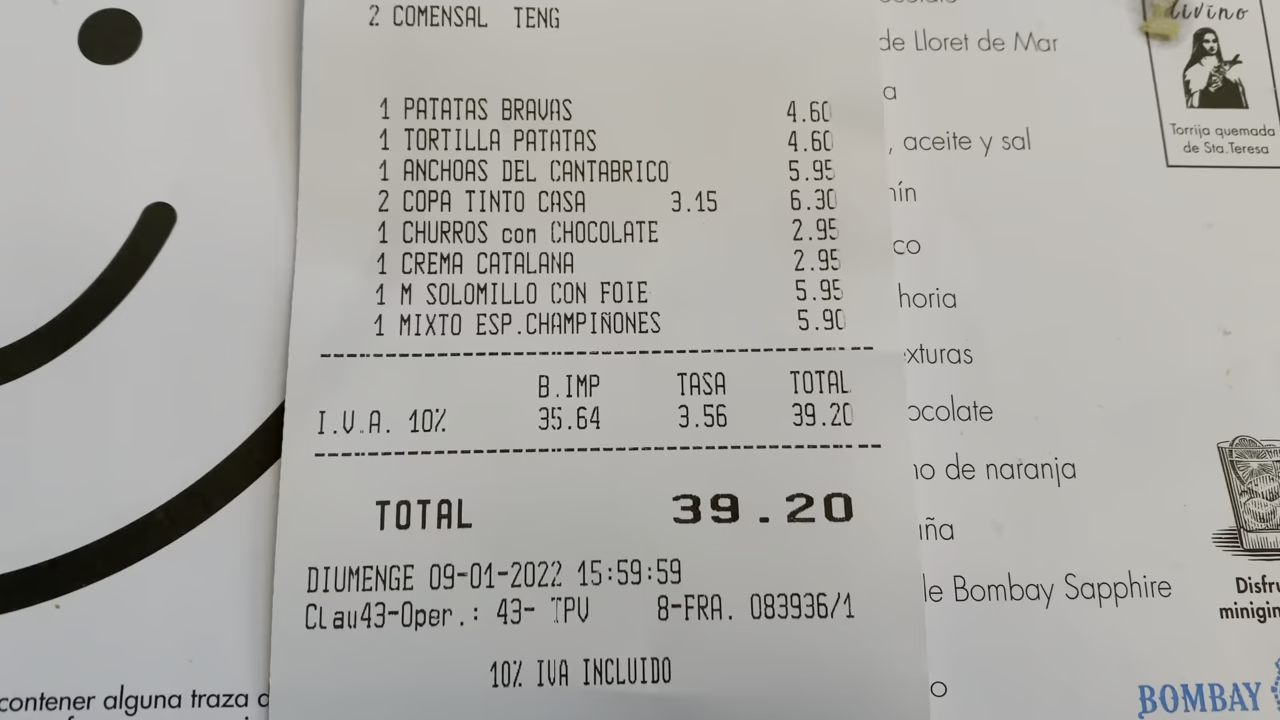 2 COMENSAL TENG
1 PATATAS BRAVAS 4.60
1 TORTILLA PATATAS 4.60
1 ANCHOAS DEL CANTABRICO 5.95
2 COPA TINTO CASA 3.15 6.30
1 CHURROS con CHOCOLATE 2.95
1 CREMA CATALANA 2.95
1 M SOLOMILLO CON FOIE 5.95
1 MIXTO ESP.CHAMPIÑONES 5.90
B.IMP TASA TOTAL
I.V.A. 10% 35.64 3.56 39.20
TOTAL 39.20
DIUMENGE 09-01-2022 15:59:59
Clau43-Oper.: 43- TPV 8-FRA. 083936/1
10% IVA INCLUIDO
contener alguna traza
de Lloret de Mar
a
, aceite y sal
co
horia
xturas
ocolate
no de naranja
le Bombay Sapphire
o
divino
Torrija quemada
de Sta.Teresa
Disfru
minigin
BOMBAY